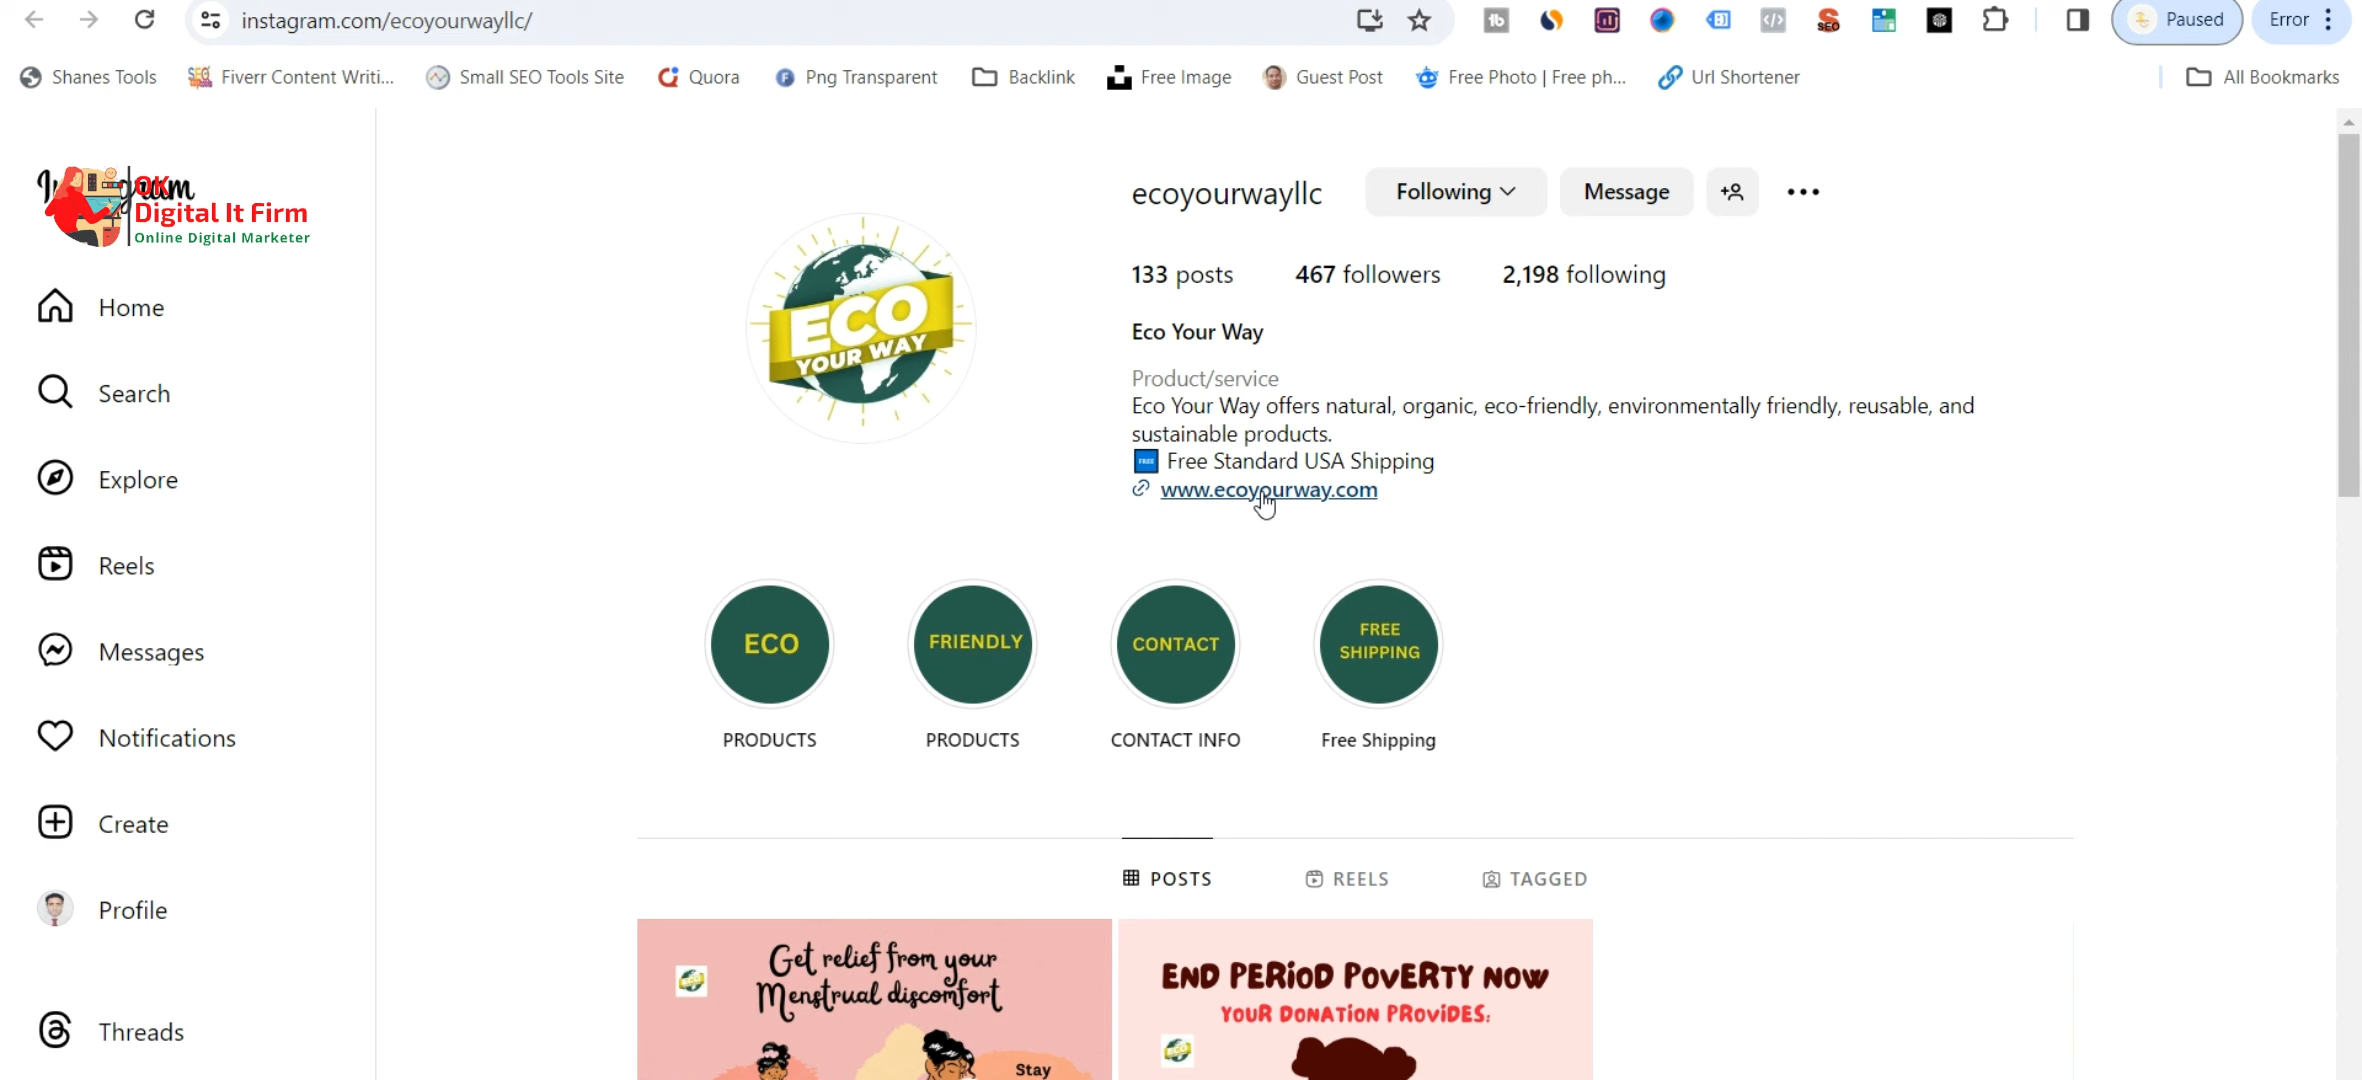 instagram.com/ecoyourwayllc/
Paused
Error
Shanes Tools
Fiverr Content Writi...
Small SEO Tools Site
Quora
Png Transparent
Backlink
Free Image
Guest Post
Free Photo | Free ph...
Url Shortener
All Bookmarks
OK
Digital It Firm
Online Digital Marketer
Home
Search
Explore
Reels
Messages
Notifications
Create
Profile
Threads
ecoyourwayllc
Following
Message
133 posts
467 followers
2,198 following
ECO
YOUR WAY
Eco Your Way
Product/service
Eco Your Way offers natural, organic, eco-friendly, environmentally friendly, reusable, and
sustainable products.
FREE Free Standard USA Shipping
www.ecoyourway.com
ECO
FRIENDLY
CONTACT
FREE
SHIPPING
PRODUCTS
PRODUCTS
CONTACT INFO
Free Shipping
POSTS
REELS
TAGGED
Get relief from your
Menstrual discomfort
Stay
END PERIOD POVERTY NOW
YOUR DONATION PROVIDES: